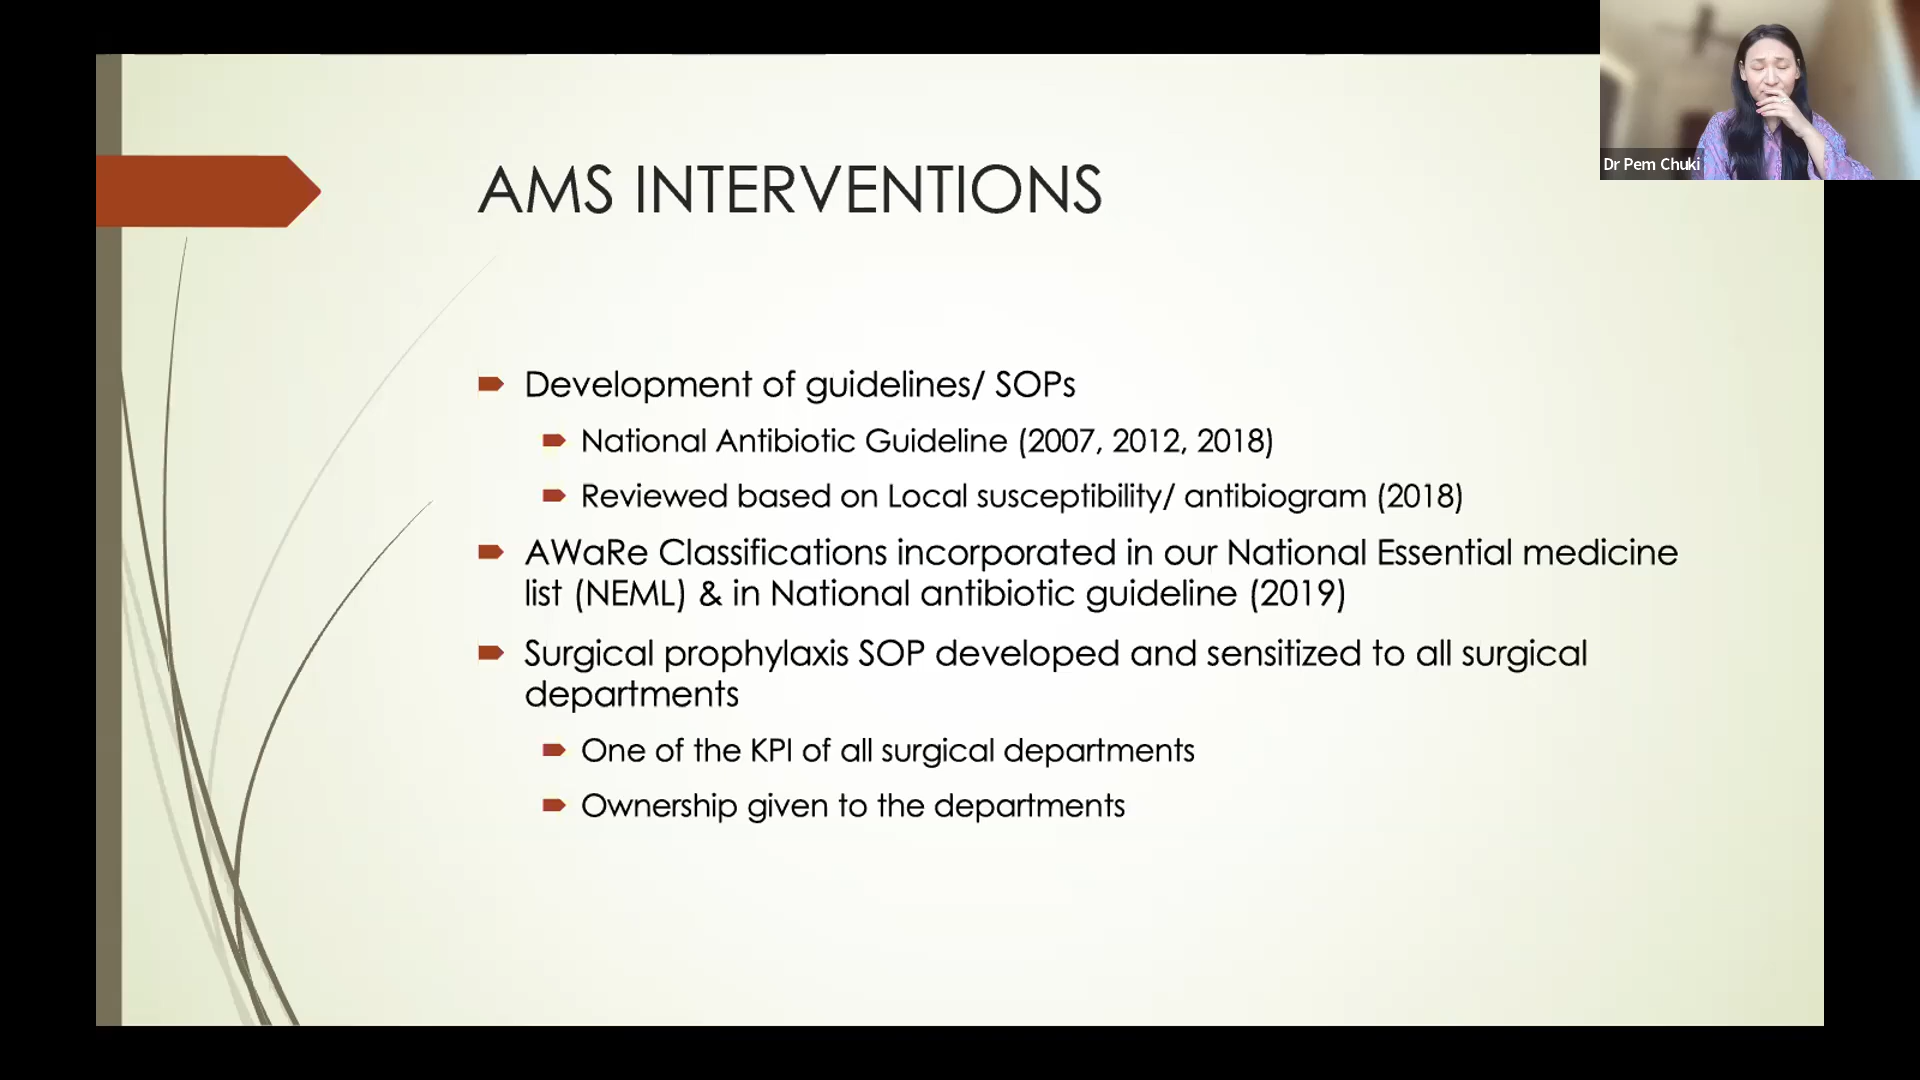 Dr Pem Chuki
AMS INTERVENTIONS
Development of guidelines/ SOPs
National Antibiotic Guideline (2007, 2012, 2018)
Reviewed based on Local susceptibility/ antibiogram (2018)
AWaRe Classifications incorporated in our National Essential medicine
list (NEML) & in National antibiotic guideline (2019)
Surgical prophylaxis SOP developed and sensitized to all surgical
departments
One of the KPI of all surgical departments
Ownership given to the departments